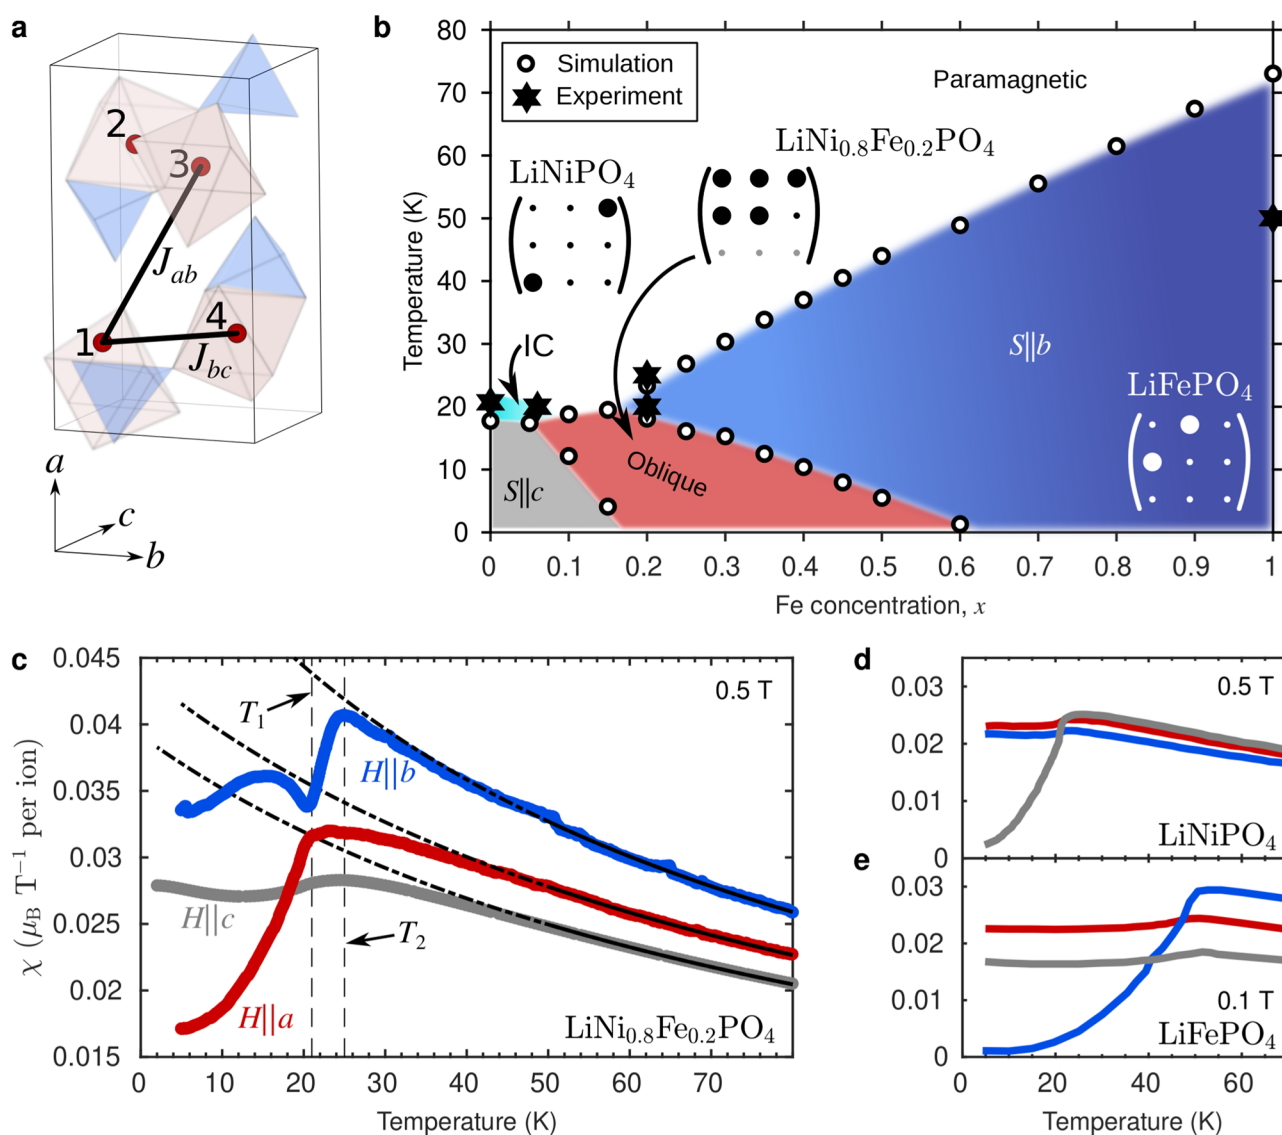 a
2
3
J_ab
1
4
J_bc
a
c
b
b
80
70
60
50
40
30
20
10
0
Temperature (K)
Simulation
Experiment
Paramagnetic
LiNiPO₄
LiNi₀.₈Fe₀.₂PO₄
IC
S||b
LiFePO₄
S||c
Oblique
0 0.1 0.2 0.3 0.4 0.5 0.6 0.7 0.8 0.9 1
Fe concentration, x
c
0.045
0.04
0.035
0.03
0.025
0.02
0.015
χ (μ_B T⁻¹ per ion)
0.5 T
T₁
H||b
H||c
T₂
H||a
LiNi₀.₈Fe₀.₂PO₄
0 10 20 30 40 50 60 70
Temperature (K)
d
0.03
0.02
0.01
0
0.5 T
LiNiPO₄
e
0.03
0.02
0.01
0
0.1 T
LiFePO₄
0 20 40 60
Temperature (K)